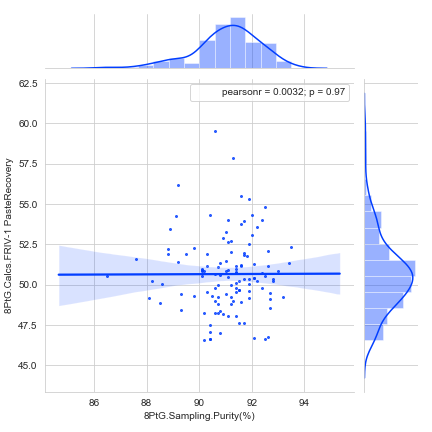 pearsonr = 0.0032; p = 0.97
62.5
60.0
57.5
55.0
52.5
50.0
47.5
45.0
8PtG.Calcs.FRIV-1 PasteRecovery
86 88 90 92 94
8PtG.Sampling.Purity(%)